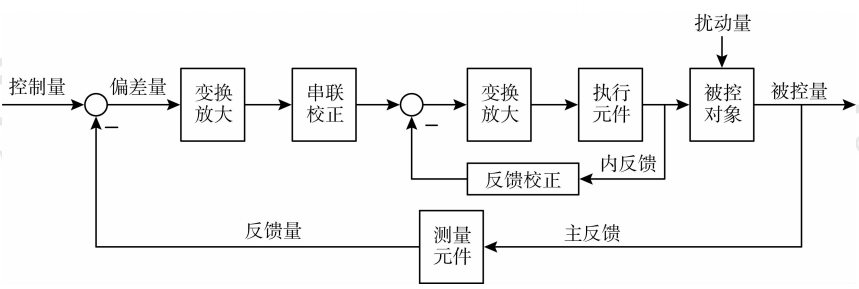 扰动量
控制量
偏差量
变换
放大
串联
校正
变换
放大
执行
元件
被控
对象
被控量
内反馈
反馈校正
反馈量
测量
元件
主反馈